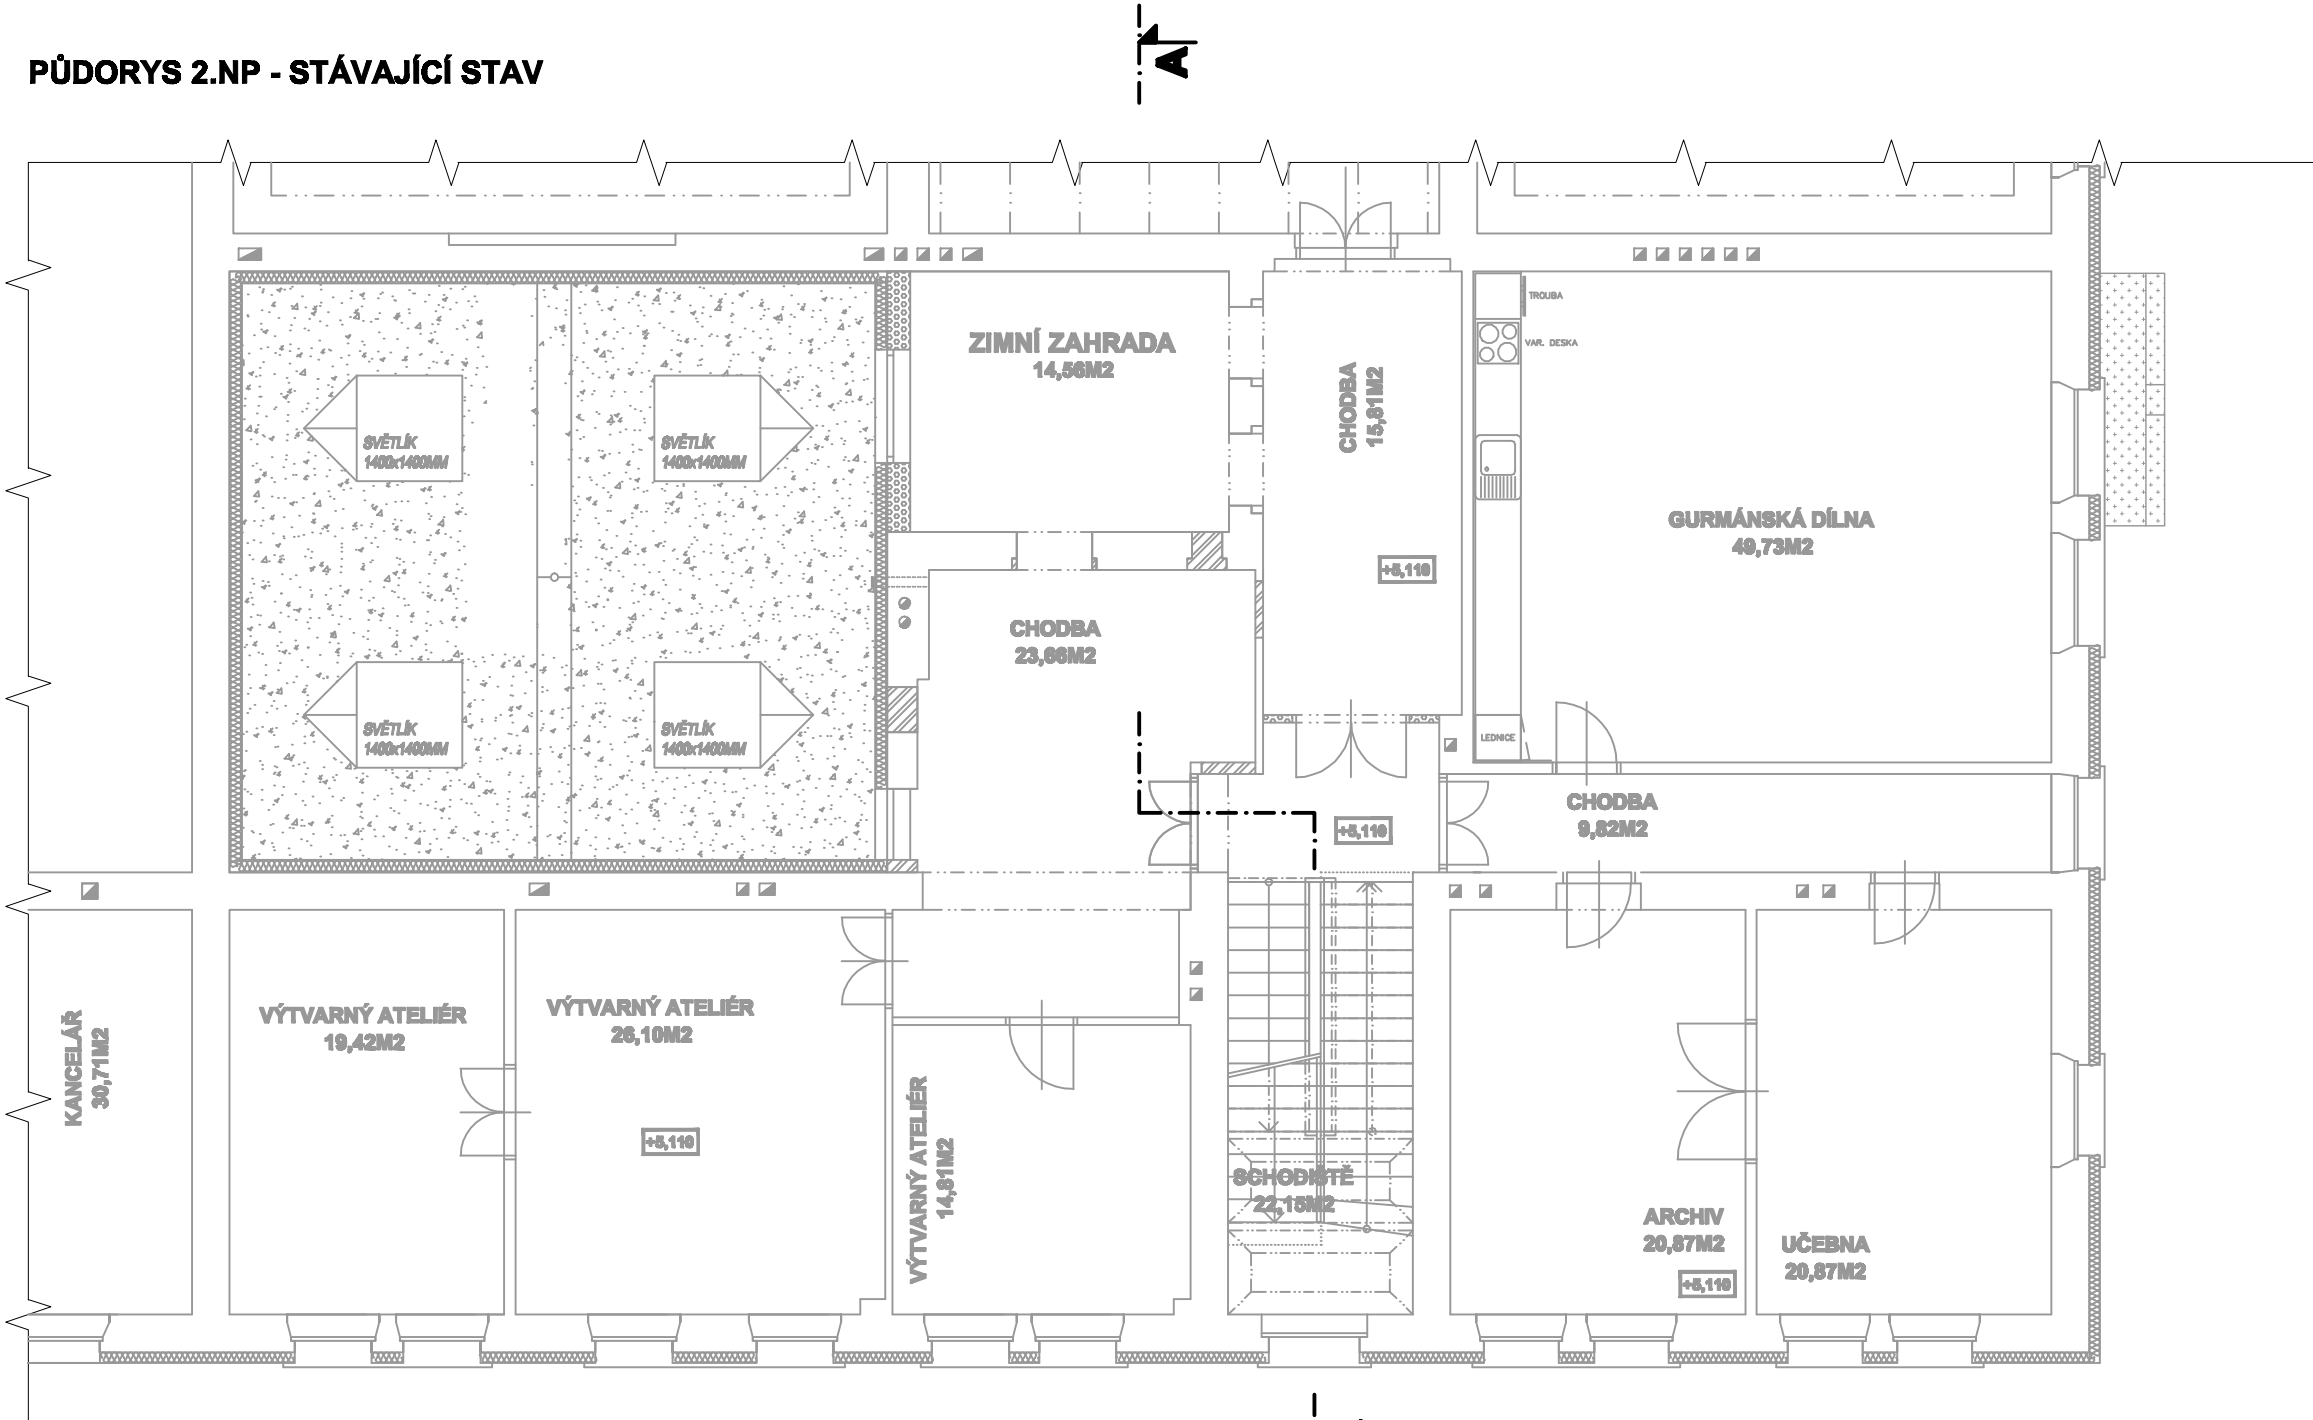 PŮDORYS 2.NP - STÁVAJÍCÍ STAV
A
TROUBA
VAR. DESKA
ZIMNÍ ZAHRADA
14,56M2
CHODBA
15,81M2
SVĚTLÍK
1400x1400MM
SVĚTLÍK
1400x1400MM
GURMÁNSKÁ DÍLNA
49,73M2
+5,110
CHODBA
23,66M2
SVĚTLÍK
1400x1400MM
SVĚTLÍK
1400x1400MM
LEDNICE
CHODBA
9,82M2
+5,110
KANCELÁŘ
30,71M2
VÝTVARNÝ ATELIÉR
19,42M2
VÝTVARNÝ ATELIÉR
26,10M2
+5,110
VÝTVARNÝ ATELIÉR
14,81M2
SCHODIŠTĚ
22,15M2
ARCHIV
20,87M2
+5,110
UČEBNA
20,87M2